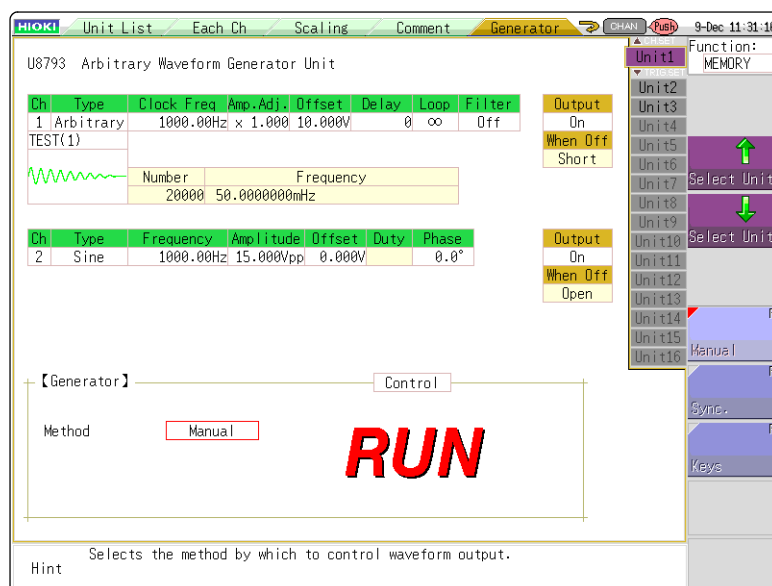 HIOKI Unit List Each Ch Scaling Comment Generator CHAN Push 9-Dec 11:31:16
U8793 Arbitrary Waveform Generator Unit
Ch Type Clock Freq Amp.Adj. Offset Delay Loop Filter
1 Arbitrary 1000.00Hz x 1.000 10.000V 0 ∞ Off
TEST(1)
Number Frequency
20000 50.0000000mHz
Output
On
When Off
Short
Ch Type Frequency Amplitude Offset Duty Phase
2 Sine 1000.00Hz 15.000Vpp 0.000V 0.0°
Output
On
When Off
Open
【Generator】 Control
Method Manual
RUN
Selects the method by which to control waveform output.
Hint
CH SET
Unit1
TRIG SET
Unit2
Unit3
Unit4
Unit5
Unit6
Unit7
Unit8
Unit9
Unit10
Unit11
Unit12
Unit13
Unit14
Unit15
Unit16
Function:
MEMORY
Select Unit
Select Unit
F
Manual
F
Sync.
F
Keys